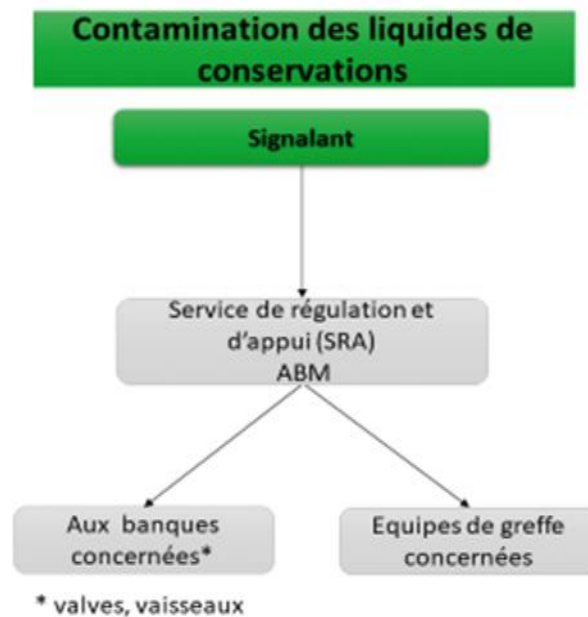 Contamination des liquides de
conservations
Signalant
Service de régulation et
d'appui (SRA)
ABM
Aux banques
concernées*
Equipes de greffe
concernées
* valves, vaisseaux